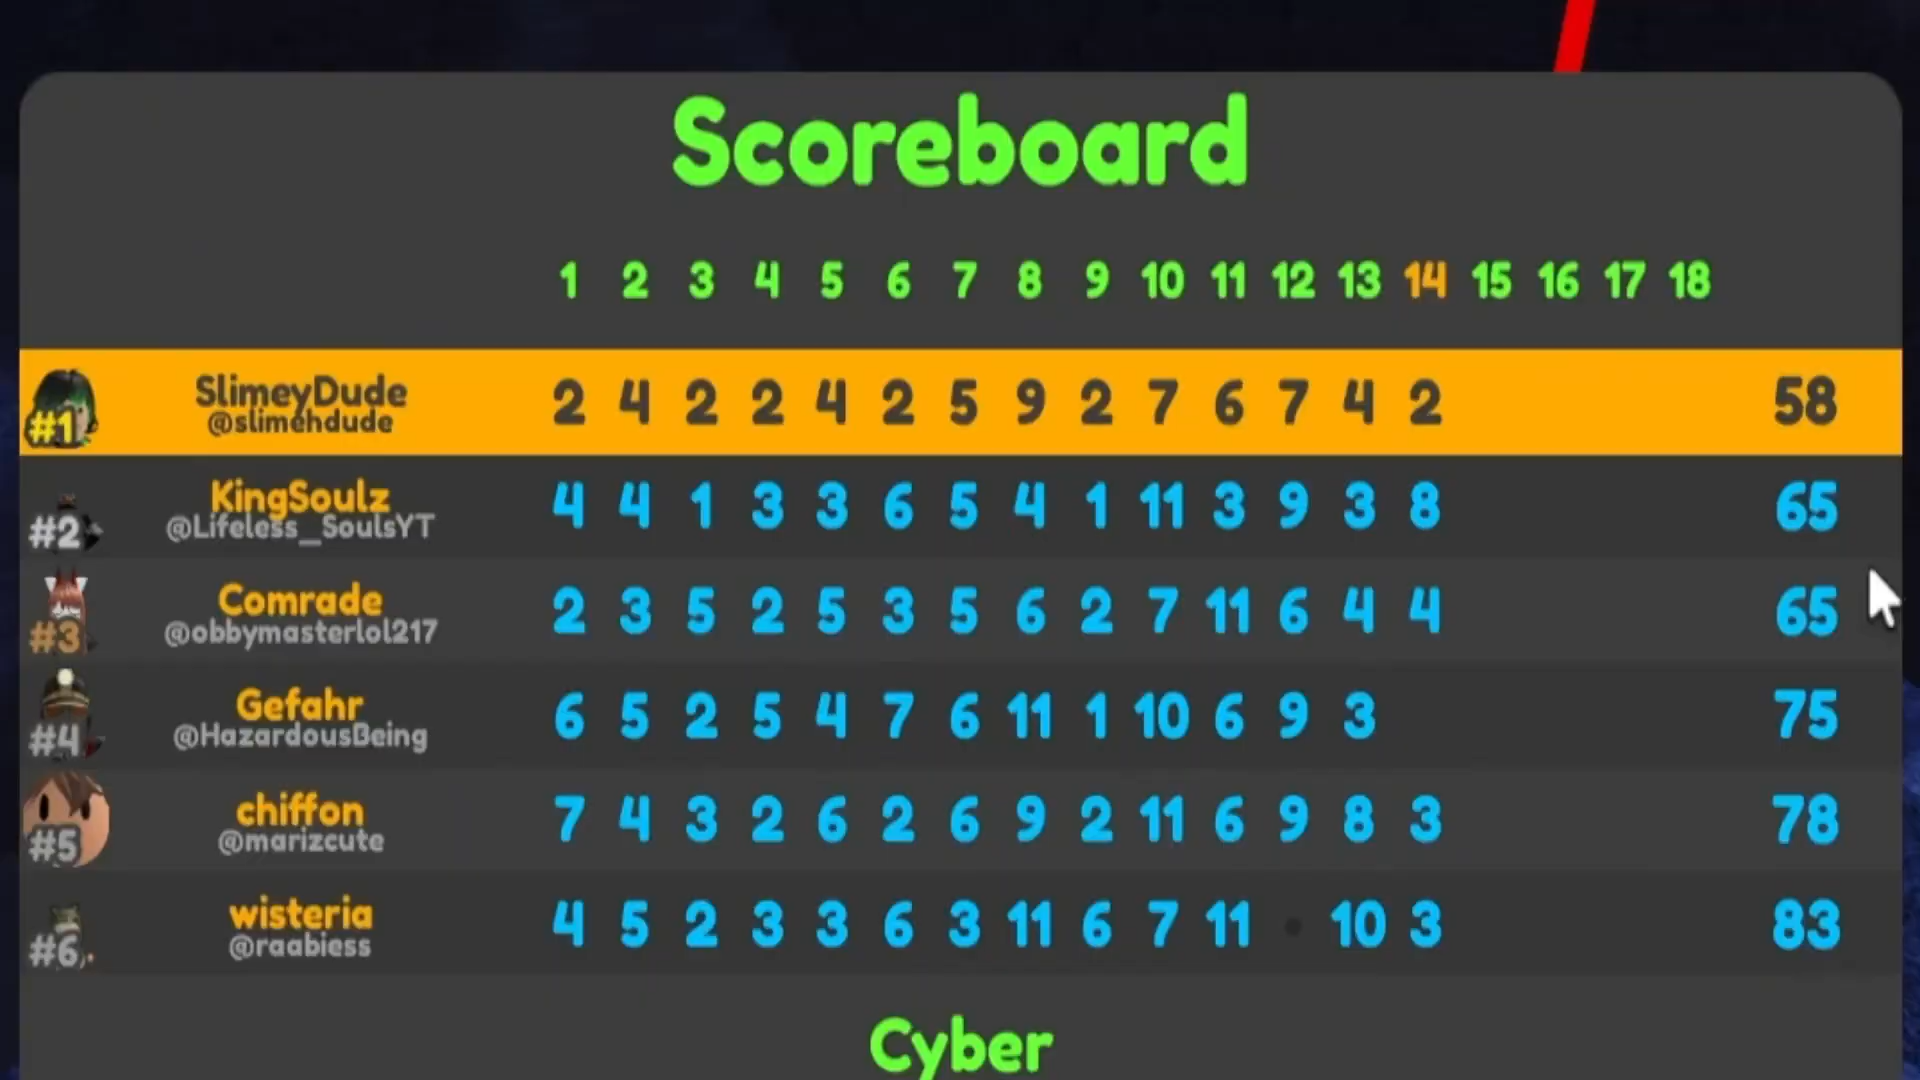 Scoreboard
1 2 3 4 5 6 7 8 9 10 11 12 13 14 15 16 17 18
#1 SlimeyDude 2 4 2 2 4 2 5 9 2 7 6 7 4 2 58
@slimehdude
#2 KingSoulz 4 4 1 3 3 6 5 4 1 11 3 9 3 8 65
@Lifeless_SoulsYT
#3 Comrade 2 3 5 2 5 3 5 6 2 7 11 6 4 4 65
@obbymasterlol217
#4 Gefahr 6 5 2 5 4 7 6 11 1 10 6 9 3 75
@HazardousBeing
#5 chiffon 7 4 3 2 6 2 6 9 2 11 6 9 8 3 78
@marizcute
#6 wisteria 4 5 2 3 3 6 3 11 6 7 11 • 10 3 83
@raabiess
Cyber